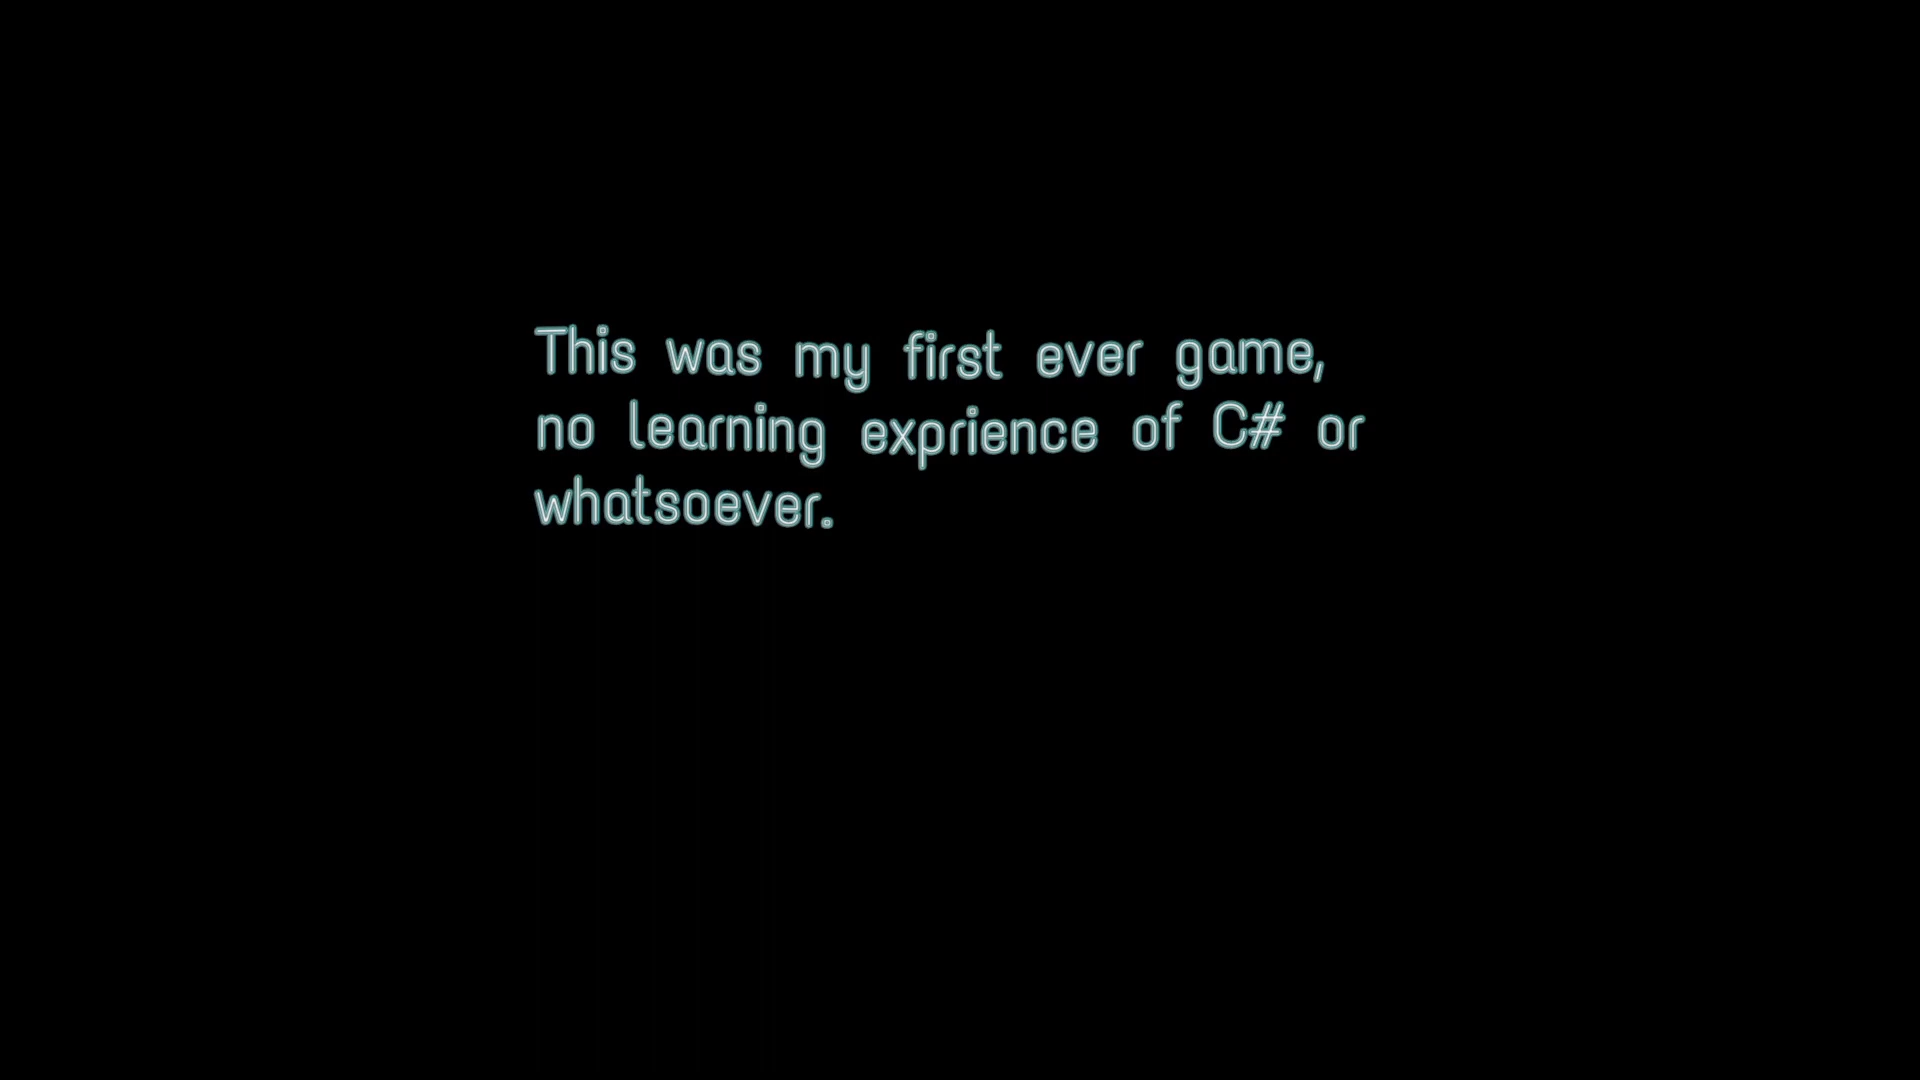 This was my first ever game,
no learning exprience of C# or
whatsoever.